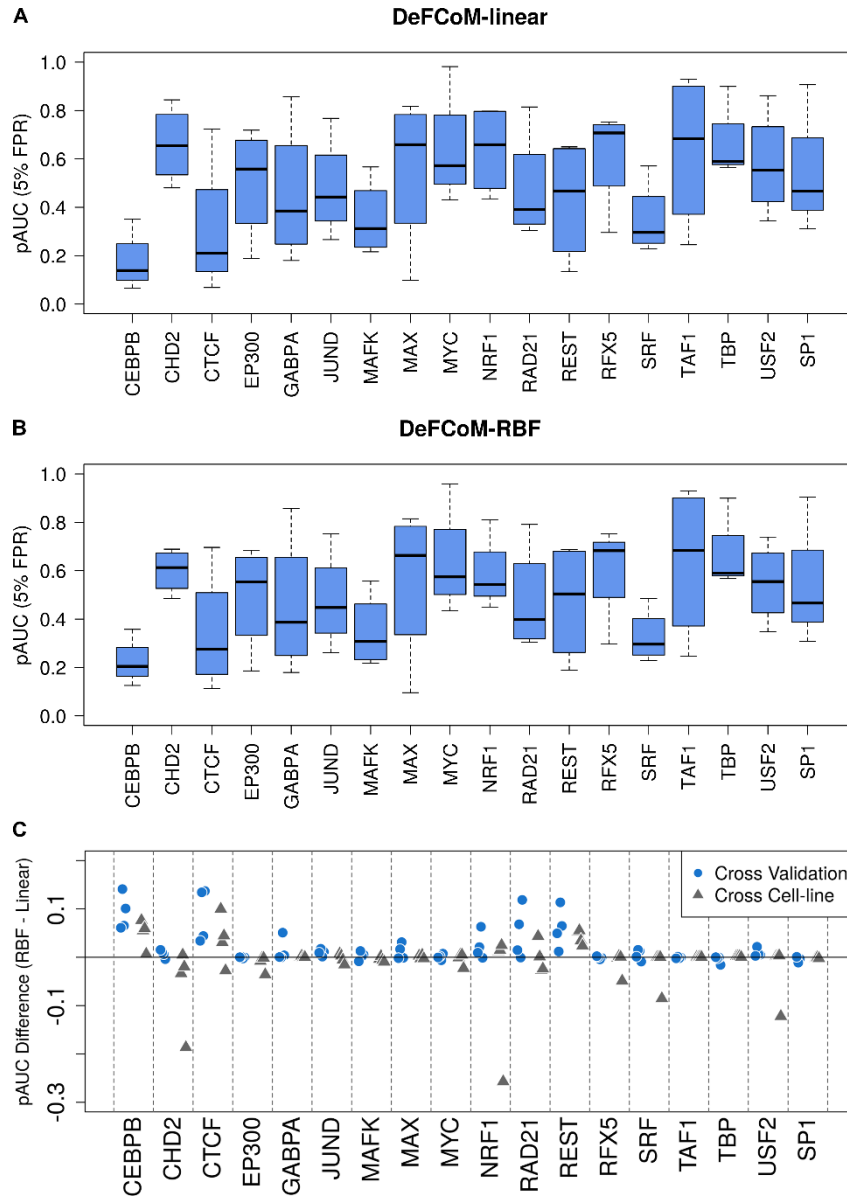 A
DeFCoM-linear
pAUC (5% FPR)
1.0
0.8
0.6
0.4
0.2
0.0
CEBPB
CHD2
CTCF
EP300
GABPA
JUND
MAFK
MAX
MYC
NRF1
RAD21
REST
RFX5
SRF
TAF1
TBP
USF2
SP1
B
DeFCoM-RBF
pAUC (5% FPR)
1.0
0.8
0.6
0.4
0.2
0.0
CEBPB
CHD2
CTCF
EP300
GABPA
JUND
MAFK
MAX
MYC
NRF1
RAD21
REST
RFX5
SRF
TAF1
TBP
USF2
SP1
C
pAUC Difference (RBF - Linear)
0.1
-0.1
-0.3
Cross Validation
Cross Cell-line
CEBPB
CHD2
CTCF
EP300
GABPA
JUND
MAFK
MAX
MYC
NRF1
RAD21
REST
RFX5
SRF
TAF1
TBP
USF2
SP1